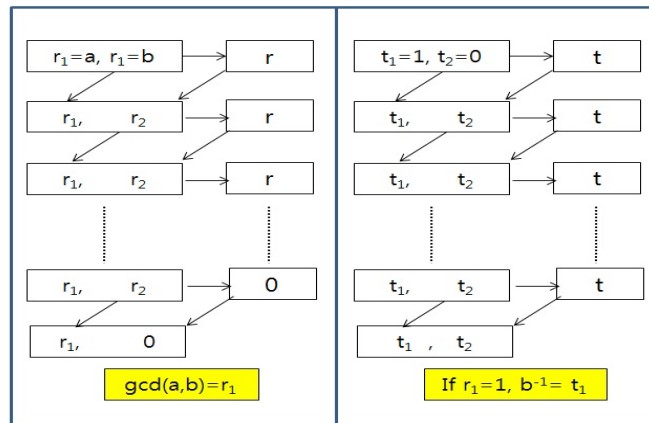 r₁=a, r₁=b r
r₁, r₂ r
r₁, r₂ r
r₁, r₂ 0
r₁, 0
gcd(a,b)=r₁
t₁=1, t₂=0 t
t₁, t₂ t
t₁, t₂ t
t₁, t₂ t
t₁ , t₂
If r₁=1, b⁻¹= t₁